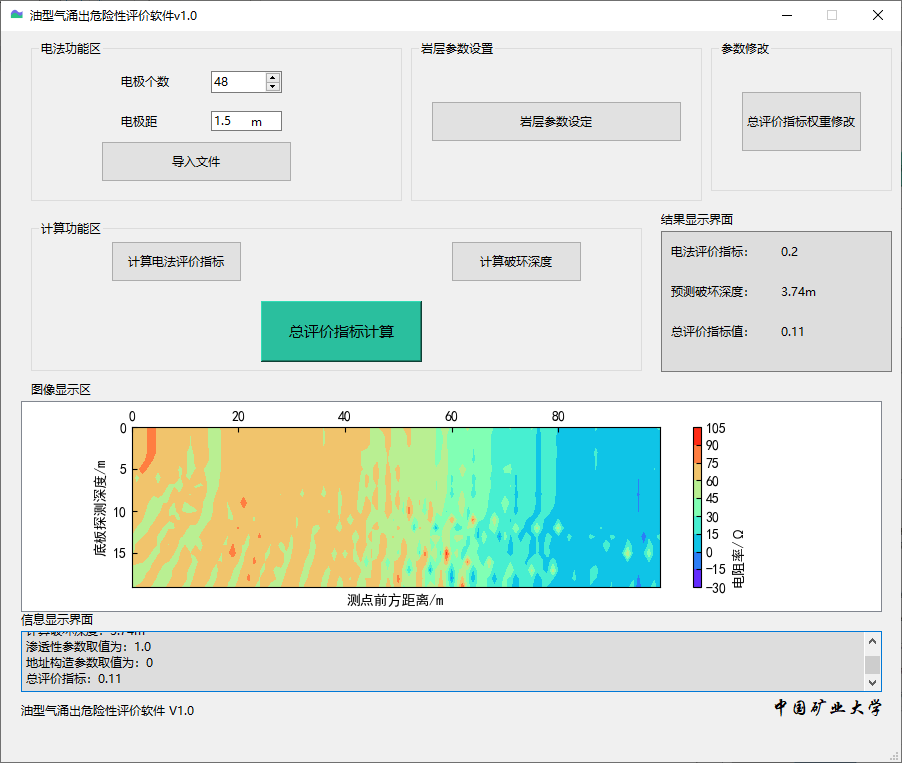 油型气涌出危险性评价软件v1.0
电法功能区
电极个数 48
电极距 1.5 m
导入文件
岩层参数设置
岩层参数设定
参数修改
总评价指标权重修改
计算功能区
计算电法评价指标
计算破坏深度
总评价指标计算
结果显示界面
电法评价指标： 0.2
预测破坏深度： 3.74m
总评价指标值： 0.11
图像显示区
0 20 40 60 80
0
5
10
15
底板探测深度/m
测点前方距离/m
105
90
75
60
45
30
15
0
−15
−30
电阻率/Ω
信息显示界面
计算破坏深度：3.74m
渗透性参数取值为：1.0
地址构造参数取值为：0
总评价指标：0.11
油型气涌出危险性评价软件 V1.0
中国矿业大学